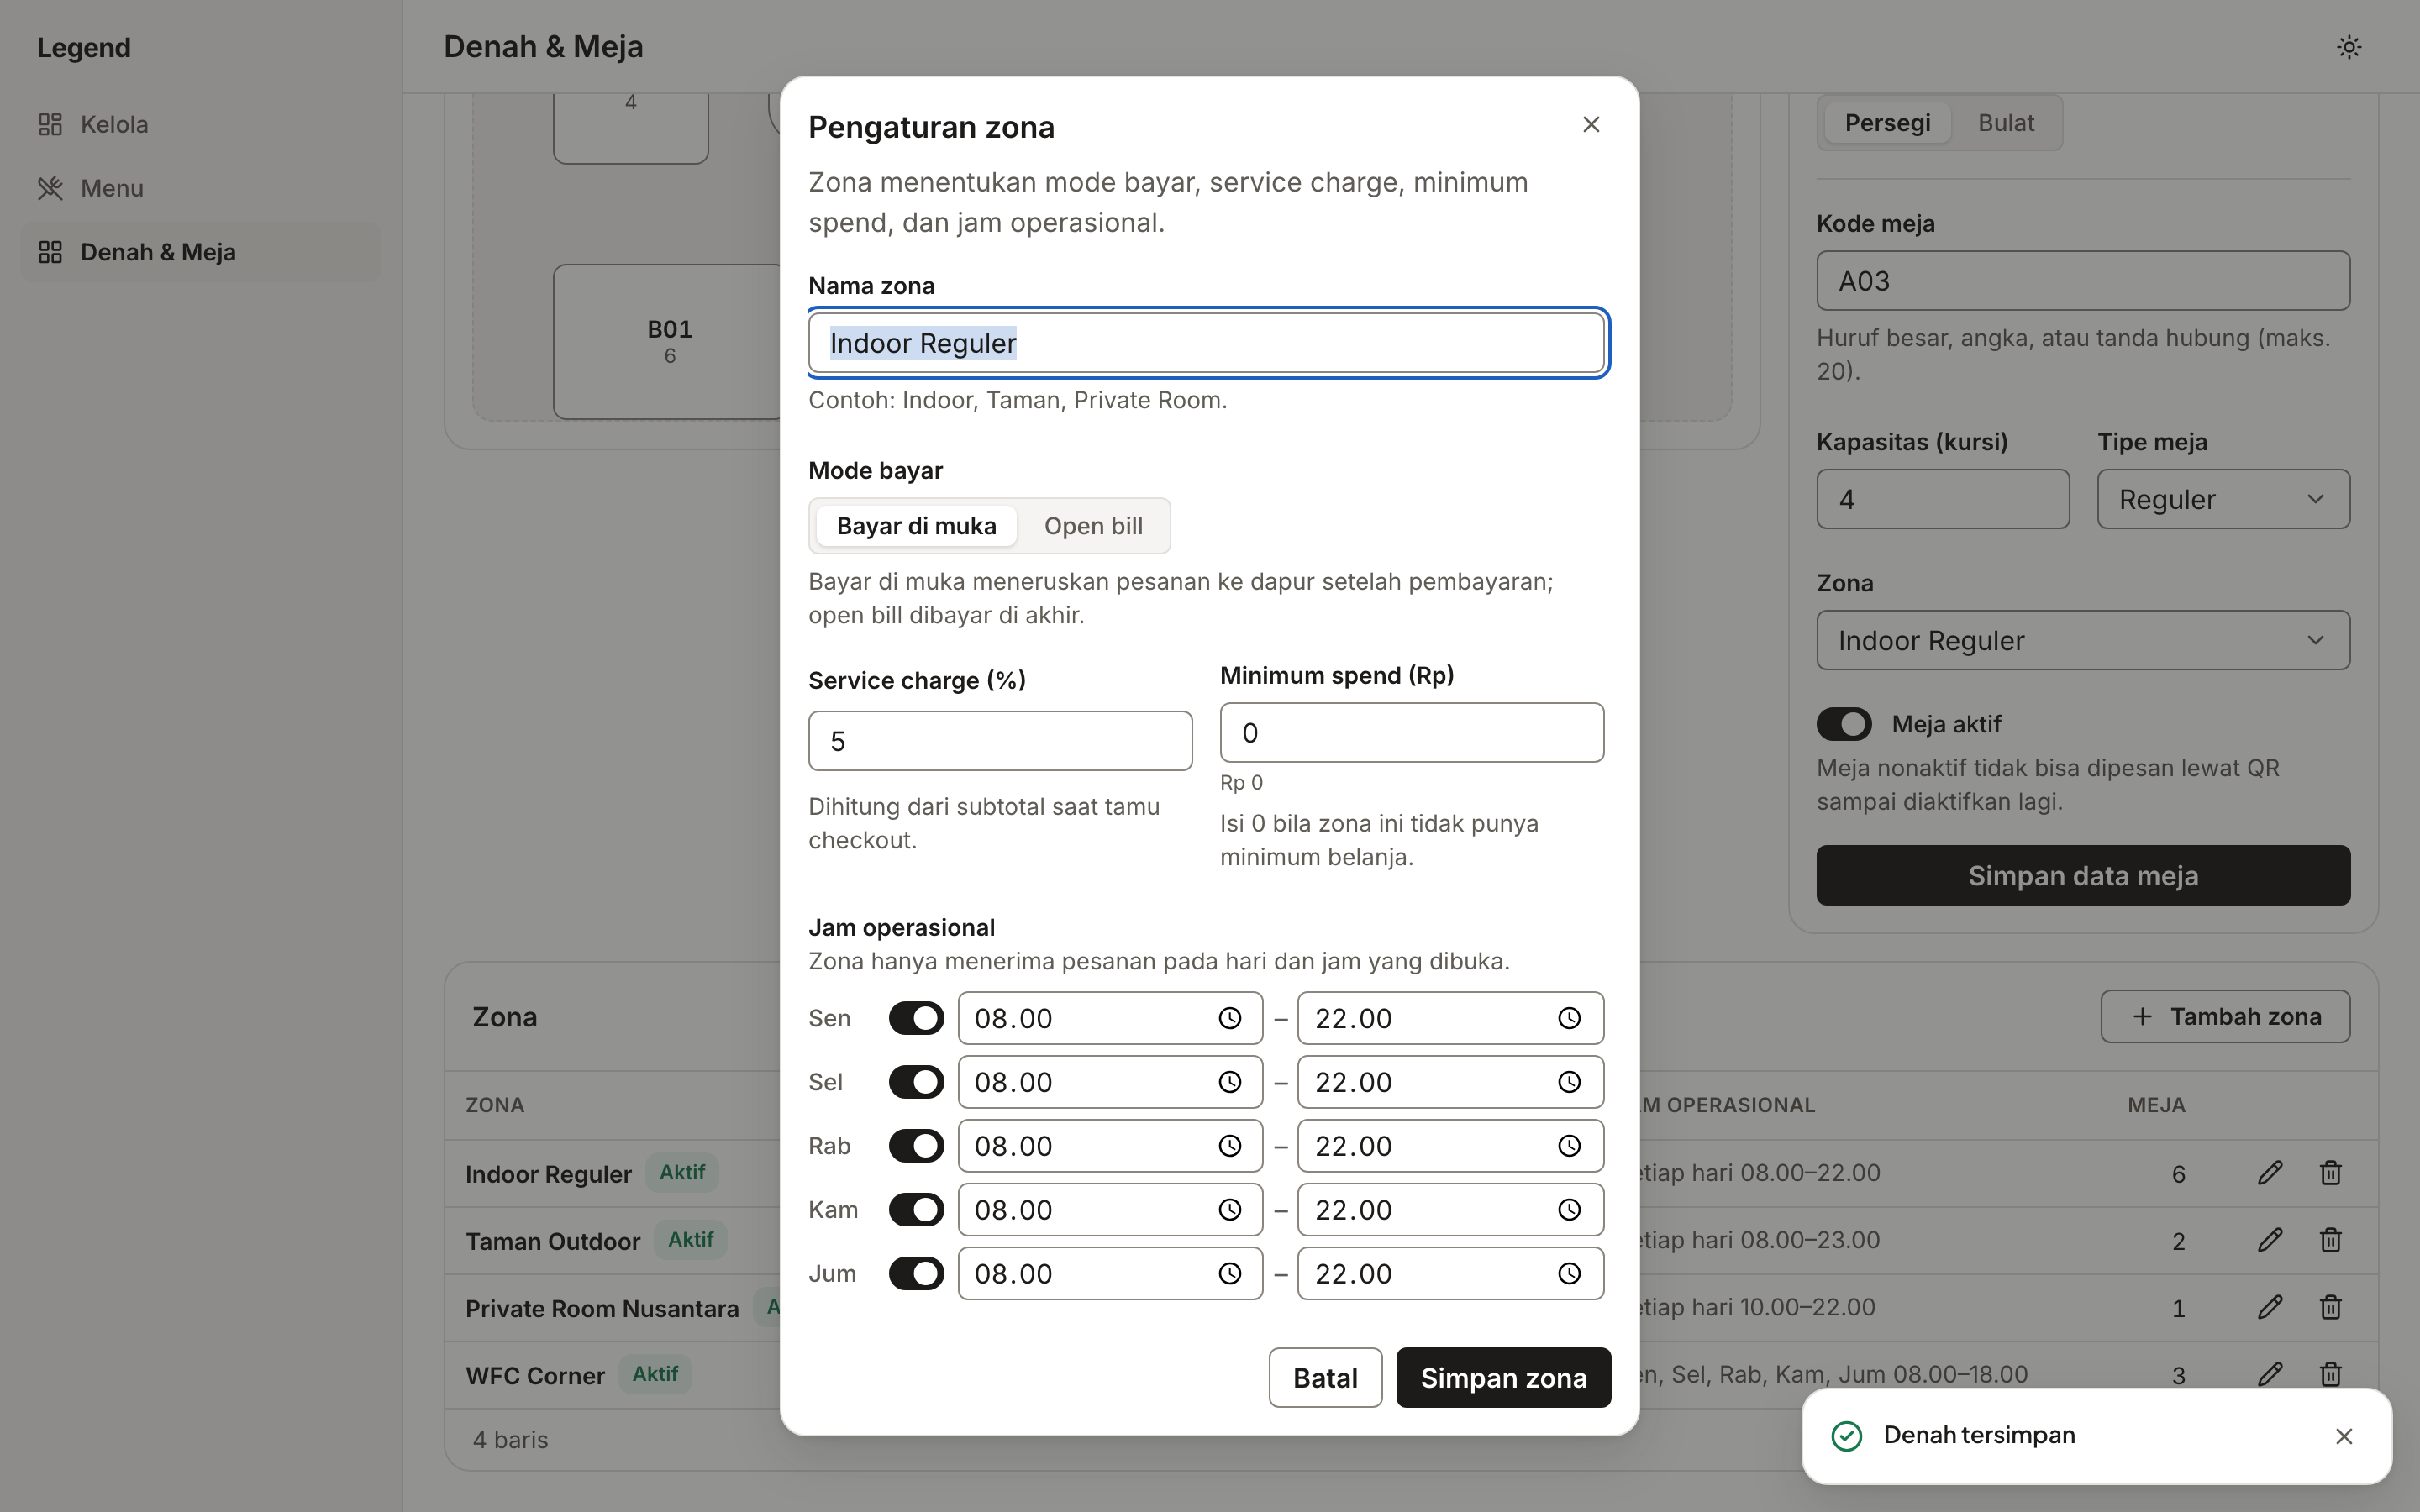 Legend
Kelola
Menu
Denah & Meja
Denah & Meja
4
B01
6
Pengaturan zona
Zona menentukan mode bayar, service charge, minimum
spend, dan jam operasional.
Nama zona
Indoor Reguler
Contoh: Indoor, Taman, Private Room.
Mode bayar
Bayar di muka
Open bill
Bayar di muka meneruskan pesanan ke dapur setelah pembayaran;
open bill dibayar di akhir.
Service charge (%)
5
Dihitung dari subtotal saat tamu
checkout.
Minimum spend (Rp)
0
Rp 0
Isi 0 bila zona ini tidak punya
minimum belanja.
Jam operasional
Zona hanya menerima pesanan pada hari dan jam yang dibuka.
Sen 08.00 – 22.00
Sel 08.00 – 22.00
Rab 08.00 – 22.00
Kam 08.00 – 22.00
Jum 08.00 – 22.00
Batal
Simpan zona
Persegi
Bulat
Kode meja
A03
Huruf besar, angka, atau tanda hubung (maks.
20).
Kapasitas (kursi)
4
Tipe meja
Reguler
Zona
Indoor Reguler
Meja aktif
Meja nonaktif tidak bisa dipesan lewat QR
sampai diaktifkan lagi.
Simpan data meja
Zona
Tambah zona
ZONA
OPERASIONAL
MEJA
Indoor Reguler Aktif
hari 08.00–22.00 6
Taman Outdoor Aktif
hari 08.00–23.00 2
Private Room Nusantara
hari 10.00–22.00 1
WFC Corner Aktif
Sel, Rab, Kam, Jum 08.00–18.00 3
4 baris
Denah tersimpan